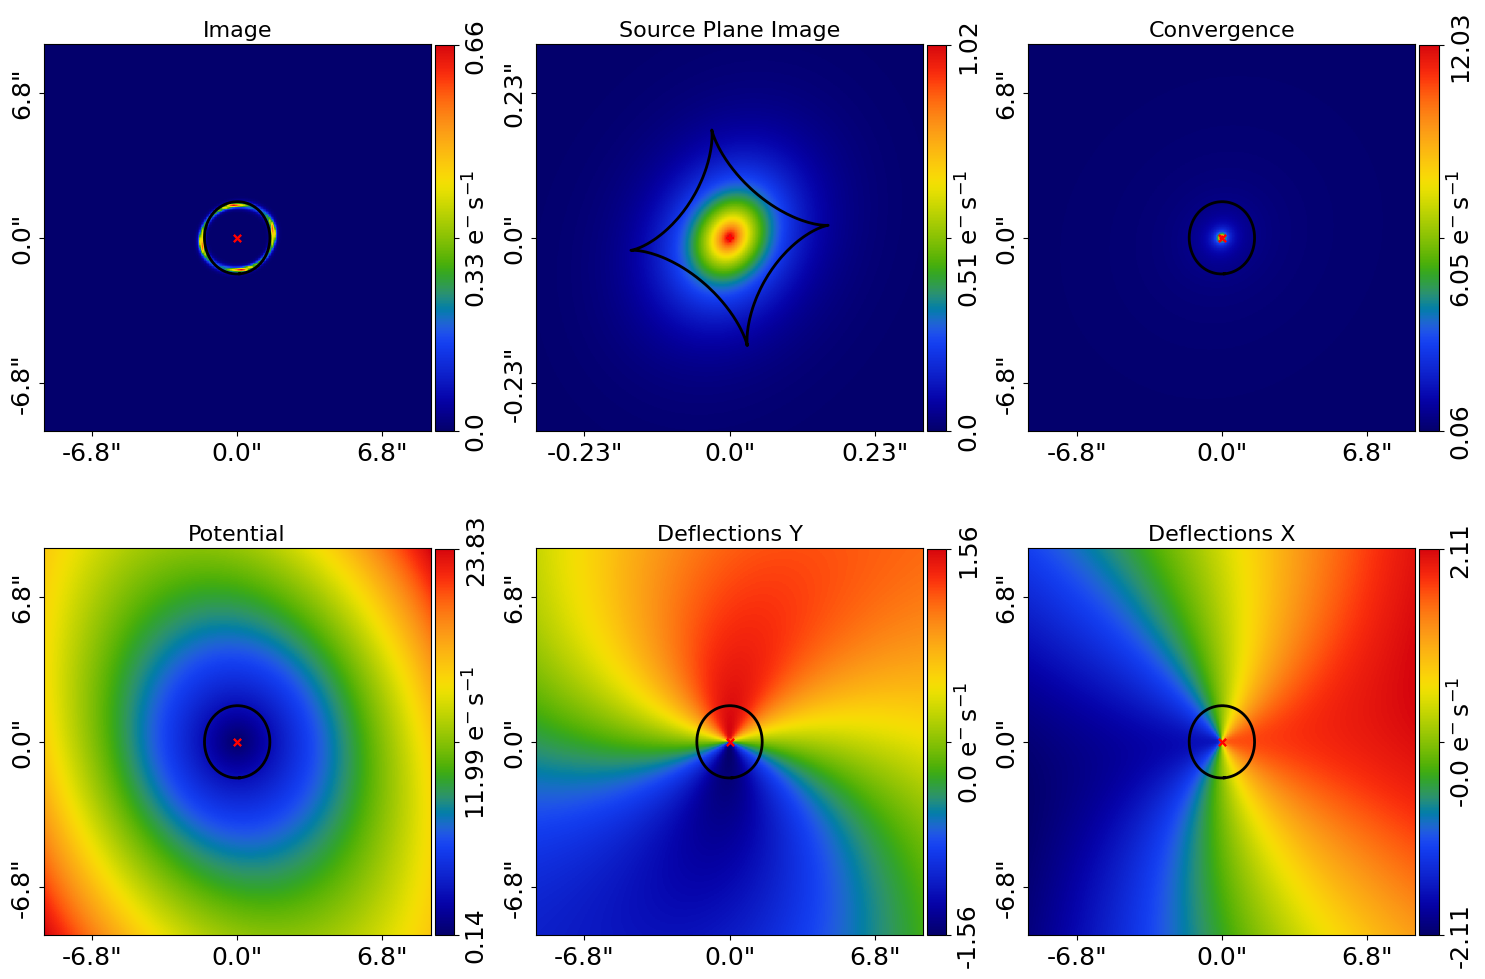 Image
6.8"
0.0"
-6.8"
-6.8" 0.0" 6.8"
0.66
0.33 e⁻ s⁻¹
0.0
Source Plane Image
0.23"
0.0"
-0.23"
-0.23" 0.0" 0.23"
1.02
0.51 e⁻ s⁻¹
0.0
Convergence
6.8"
0.0"
-6.8"
-6.8" 0.0" 6.8"
12.03
6.05 e⁻ s⁻¹
0.06
Potential
6.8"
0.0"
-6.8"
-6.8" 0.0" 6.8"
23.83
11.99 e⁻ s⁻¹
0.14
Deflections Y
6.8"
0.0"
-6.8"
-6.8" 0.0" 6.8"
1.56
0.0 e⁻ s⁻¹
-1.56
Deflections X
6.8"
0.0"
-6.8"
-6.8" 0.0" 6.8"
2.11
-0.0 e⁻ s⁻¹
-2.11